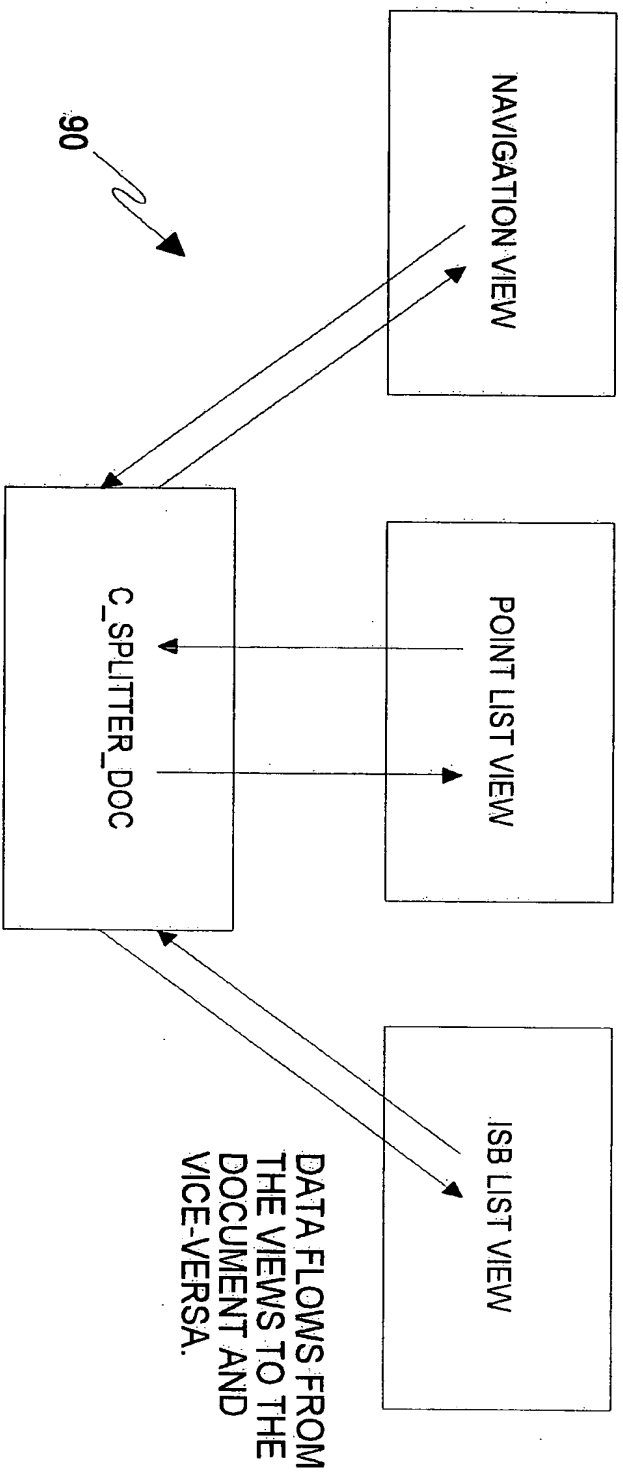 NAVIGATION VIEW
POINT LIST VIEW
ISB LIST VIEW
C_SPLITTER_DOC
90
DATA FLOWS FROM
THE VIEWS TO THE
DOCUMENT AND
VICE-VERSA.